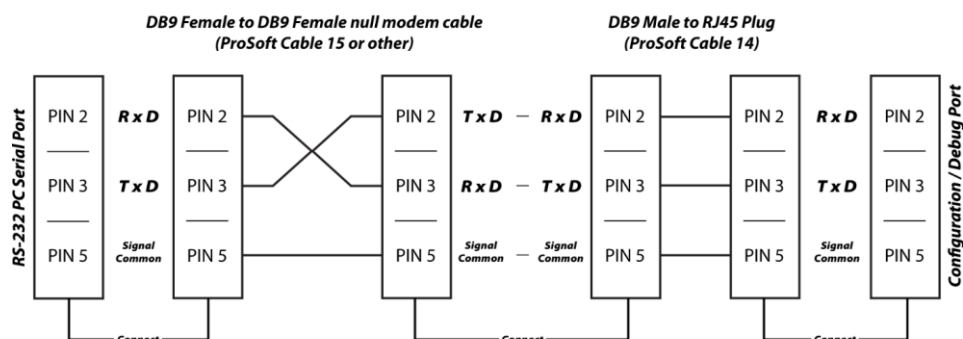 DB9 Female to DB9 Female null modem cable
(ProSoft Cable 15 or other)
DB9 Male to RJ45 Plug
(ProSoft Cable 14)
RS-232 PC Serial Port
PIN 2 RxD PIN 2 PIN 2 TxD – RxD PIN 2 PIN 2 RxD PIN 2
PIN 3 TxD PIN 3 PIN 3 RxD – TxD PIN 3 PIN 3 TxD PIN 3
PIN 5 Signal Common PIN 5 PIN 5 Signal Common – Signal Common PIN 5 PIN 5 Signal Common PIN 5
Configuration / Debug Port
Connect Connect Connect